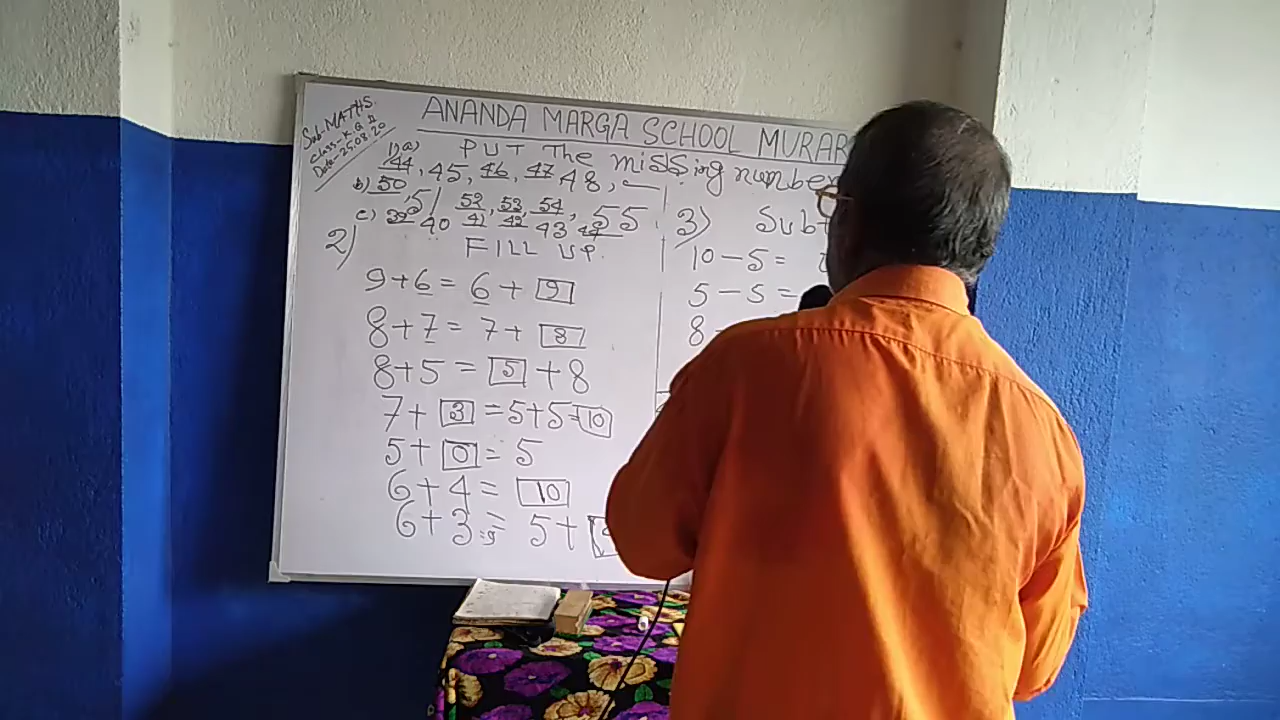 Sub-MATHS.
Class-K.G II
Date-25.08.20
ANANDA MARGA SCHOOL MURAR
PUT The missing number
1) a) 44, 45, 46, 47, 48,
b) 50, 51, 52, 53, 54, 55
c) 39, 40, 41, 42, 43, 44
2) FILL UP.
9+6 = 6 + 9
8+7 = 7 + 8
8+5 = 5 + 8
7+ 3 = 5+5=10
5+ 0 = 5
6+4 = 10
6+3=9 = 5+
3) Subt
10-5=
5-5=
8-